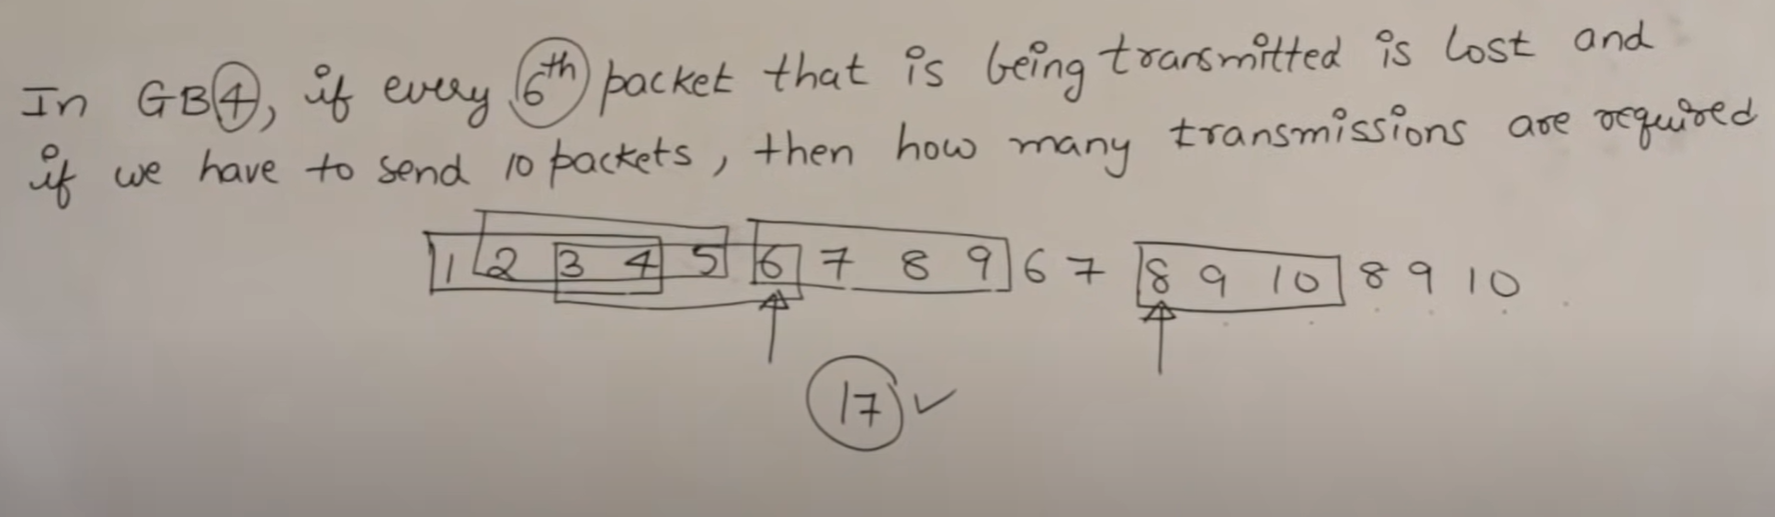 In GB4, if every 6th packet that is being transmitted is lost and
if we have to send 10 packets, then how many transmissions are required
1 2 3 4 5 6 7 8 9 6 7 8 9 10 8 9 10
17 ✓